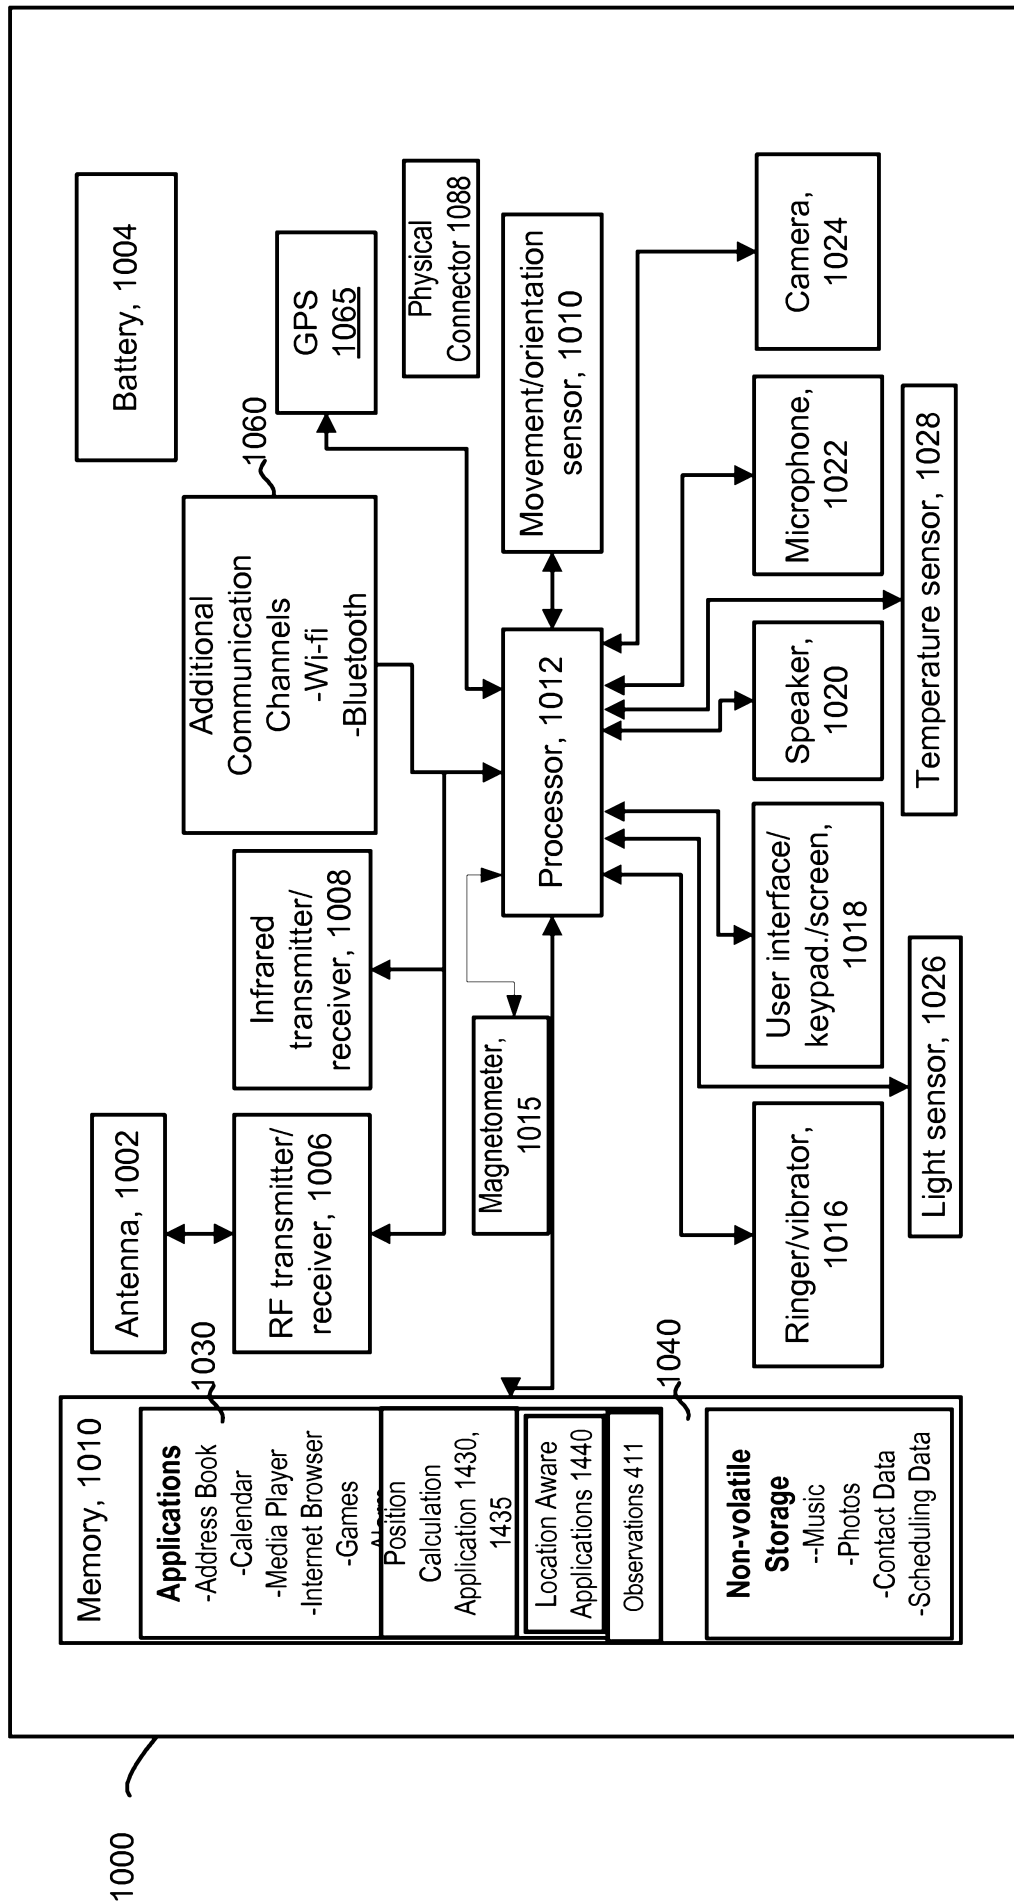 1000
Memory, 1010
1030
Applications
-Address Book
-Calendar
-Media Player
-Internet Browser
-Games
Position
Calculation
Application 1430,
1435
Location Aware
Applications 1440
Observations 411
1040
Non-volatile
Storage
--Music
-Photos
-Contact Data
-Scheduling Data
Antenna, 1002
RF transmitter/
receiver, 1006
Infrared
transmitter/
receiver, 1008
Additional
Communication
Channels
-Wi-fi
-Bluetooth
1060
Battery, 1004
GPS
1065
Physical
Connector 1088
Magnetometer,
1015
Processor, 1012
Movement/orientation
sensor, 1010
Ringer/vibrator,
1016
User interface/
keypad./screen,
1018
Speaker,
1020
Microphone,
1022
Camera,
1024
Light sensor, 1026
Temperature sensor, 1028